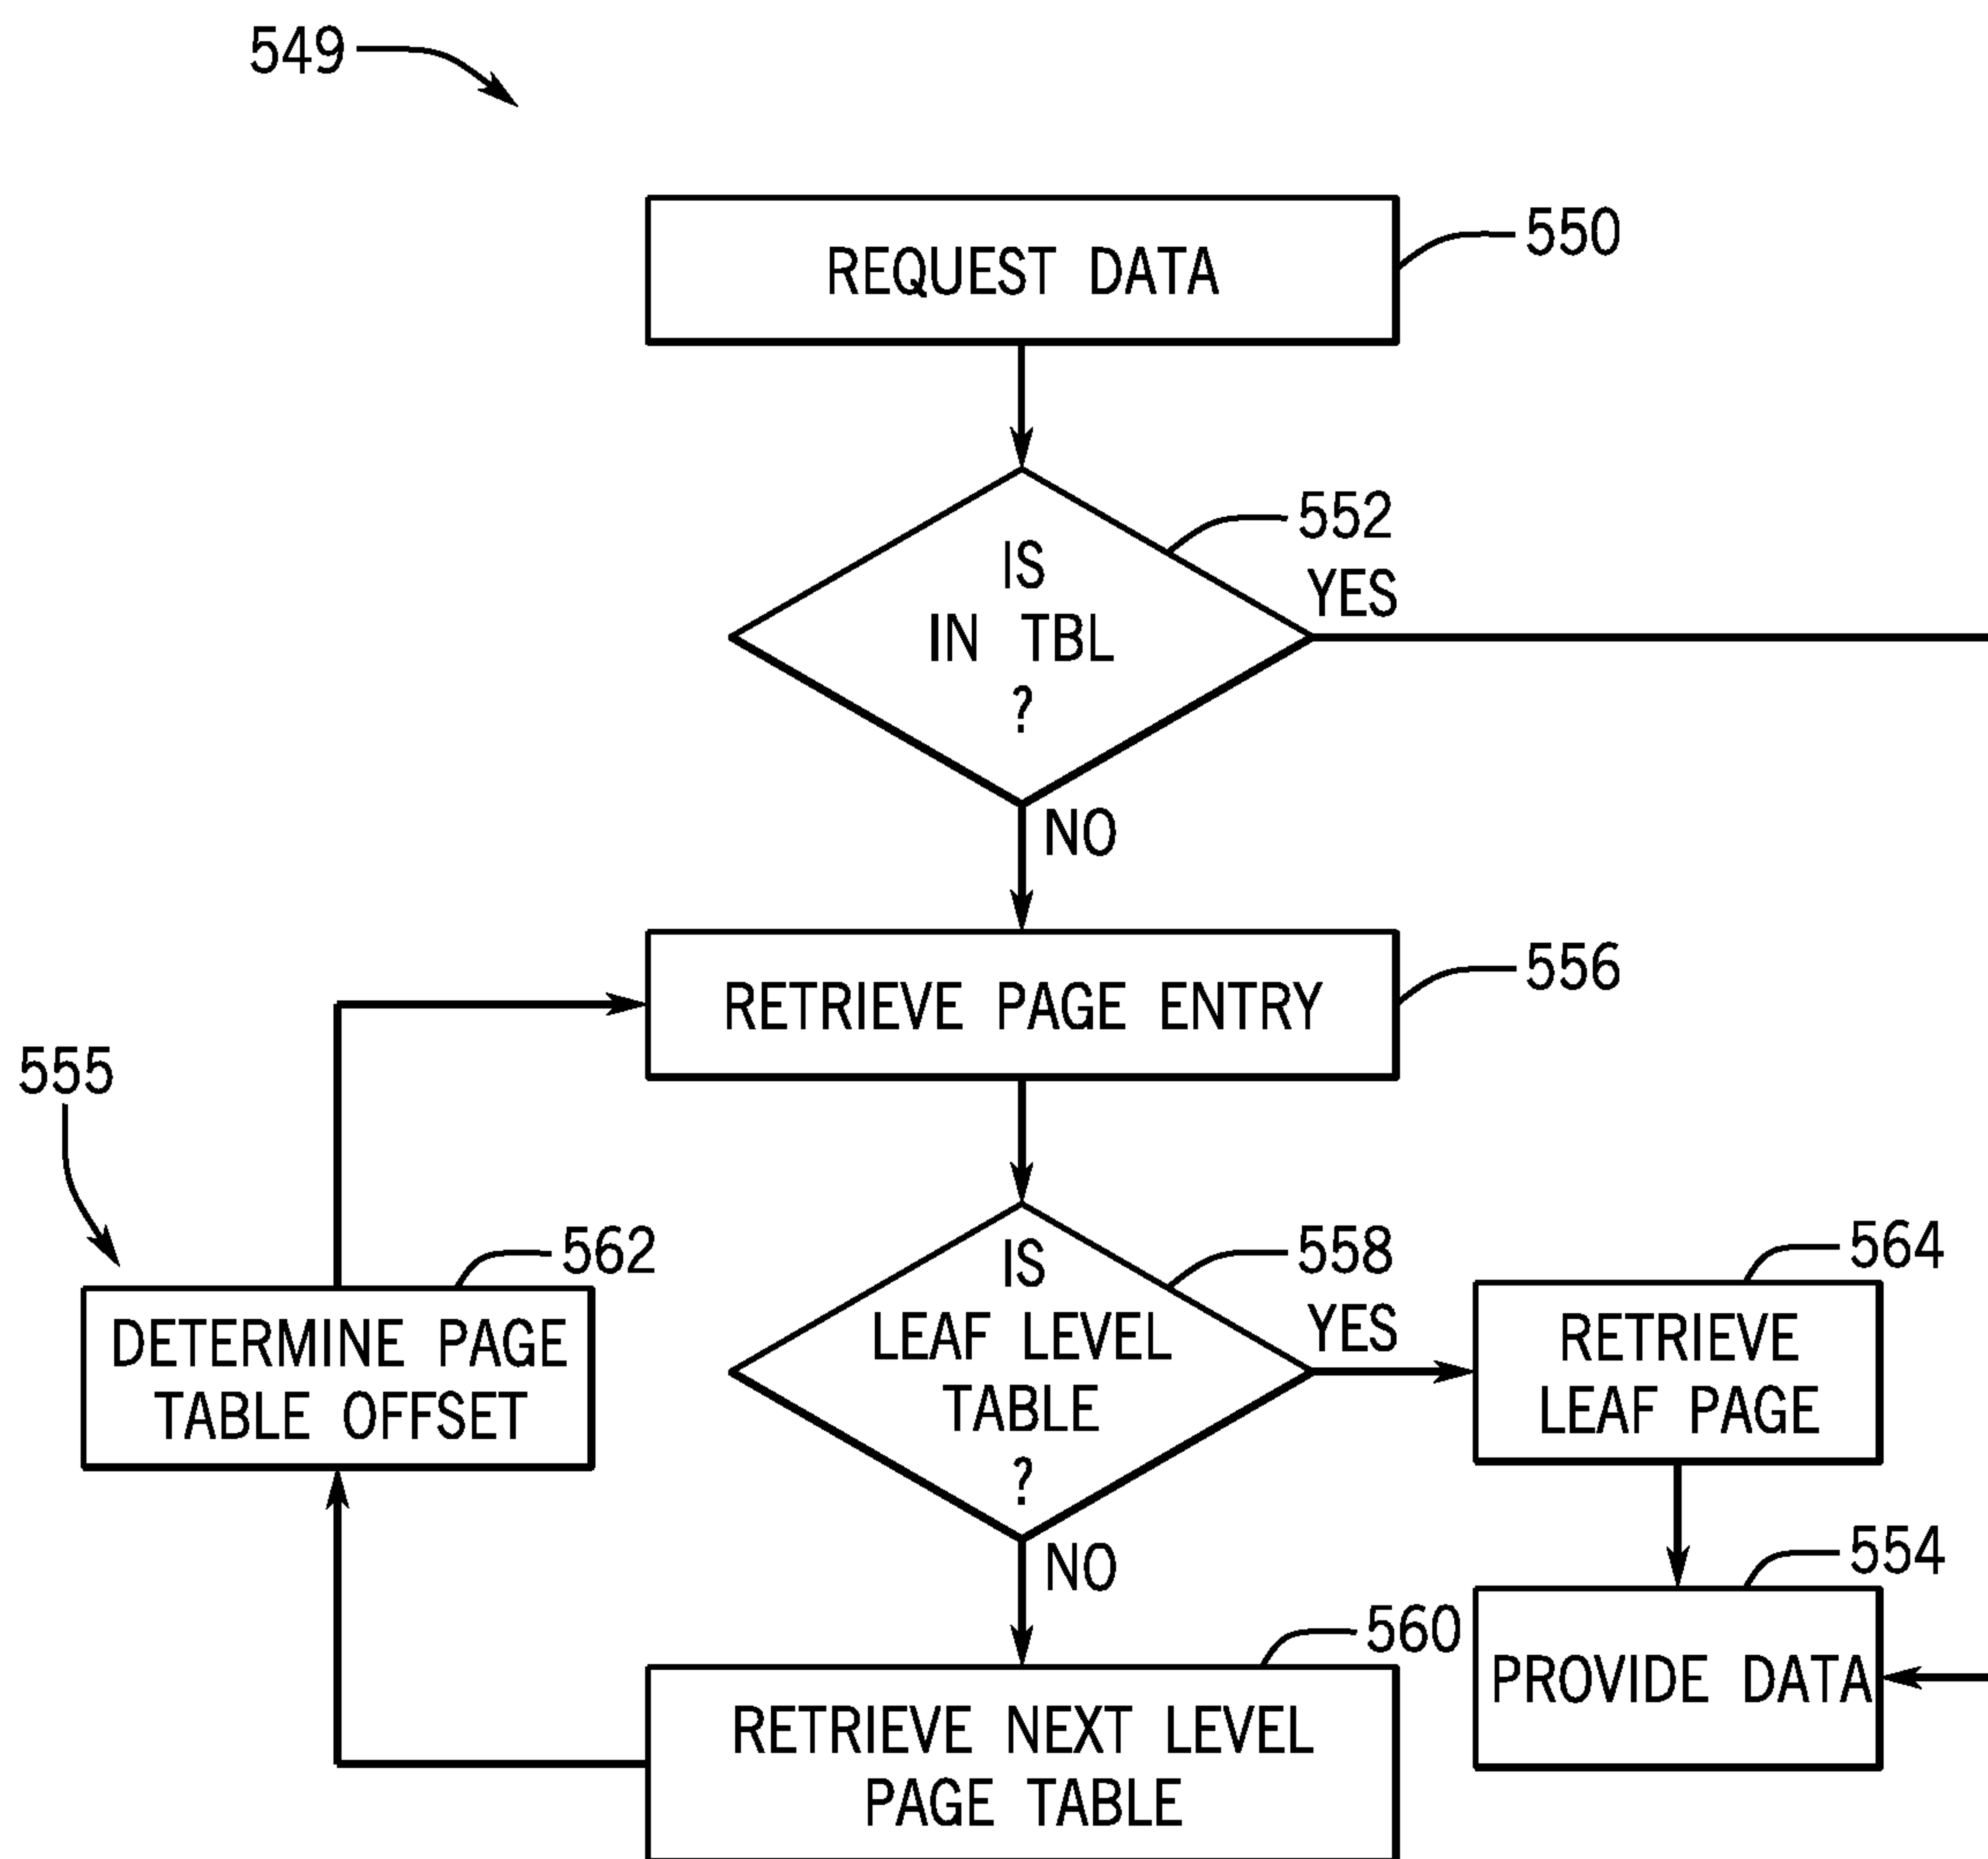 549
REQUEST DATA
550
552
IS
IN TBL
?
YES
NO
RETRIEVE PAGE ENTRY
556
555
562
DETERMINE PAGE
TABLE OFFSET
558
IS
LEAF LEVEL
TABLE
?
YES
NO
564
RETRIEVE
LEAF PAGE
554
PROVIDE DATA
560
RETRIEVE NEXT LEVEL
PAGE TABLE